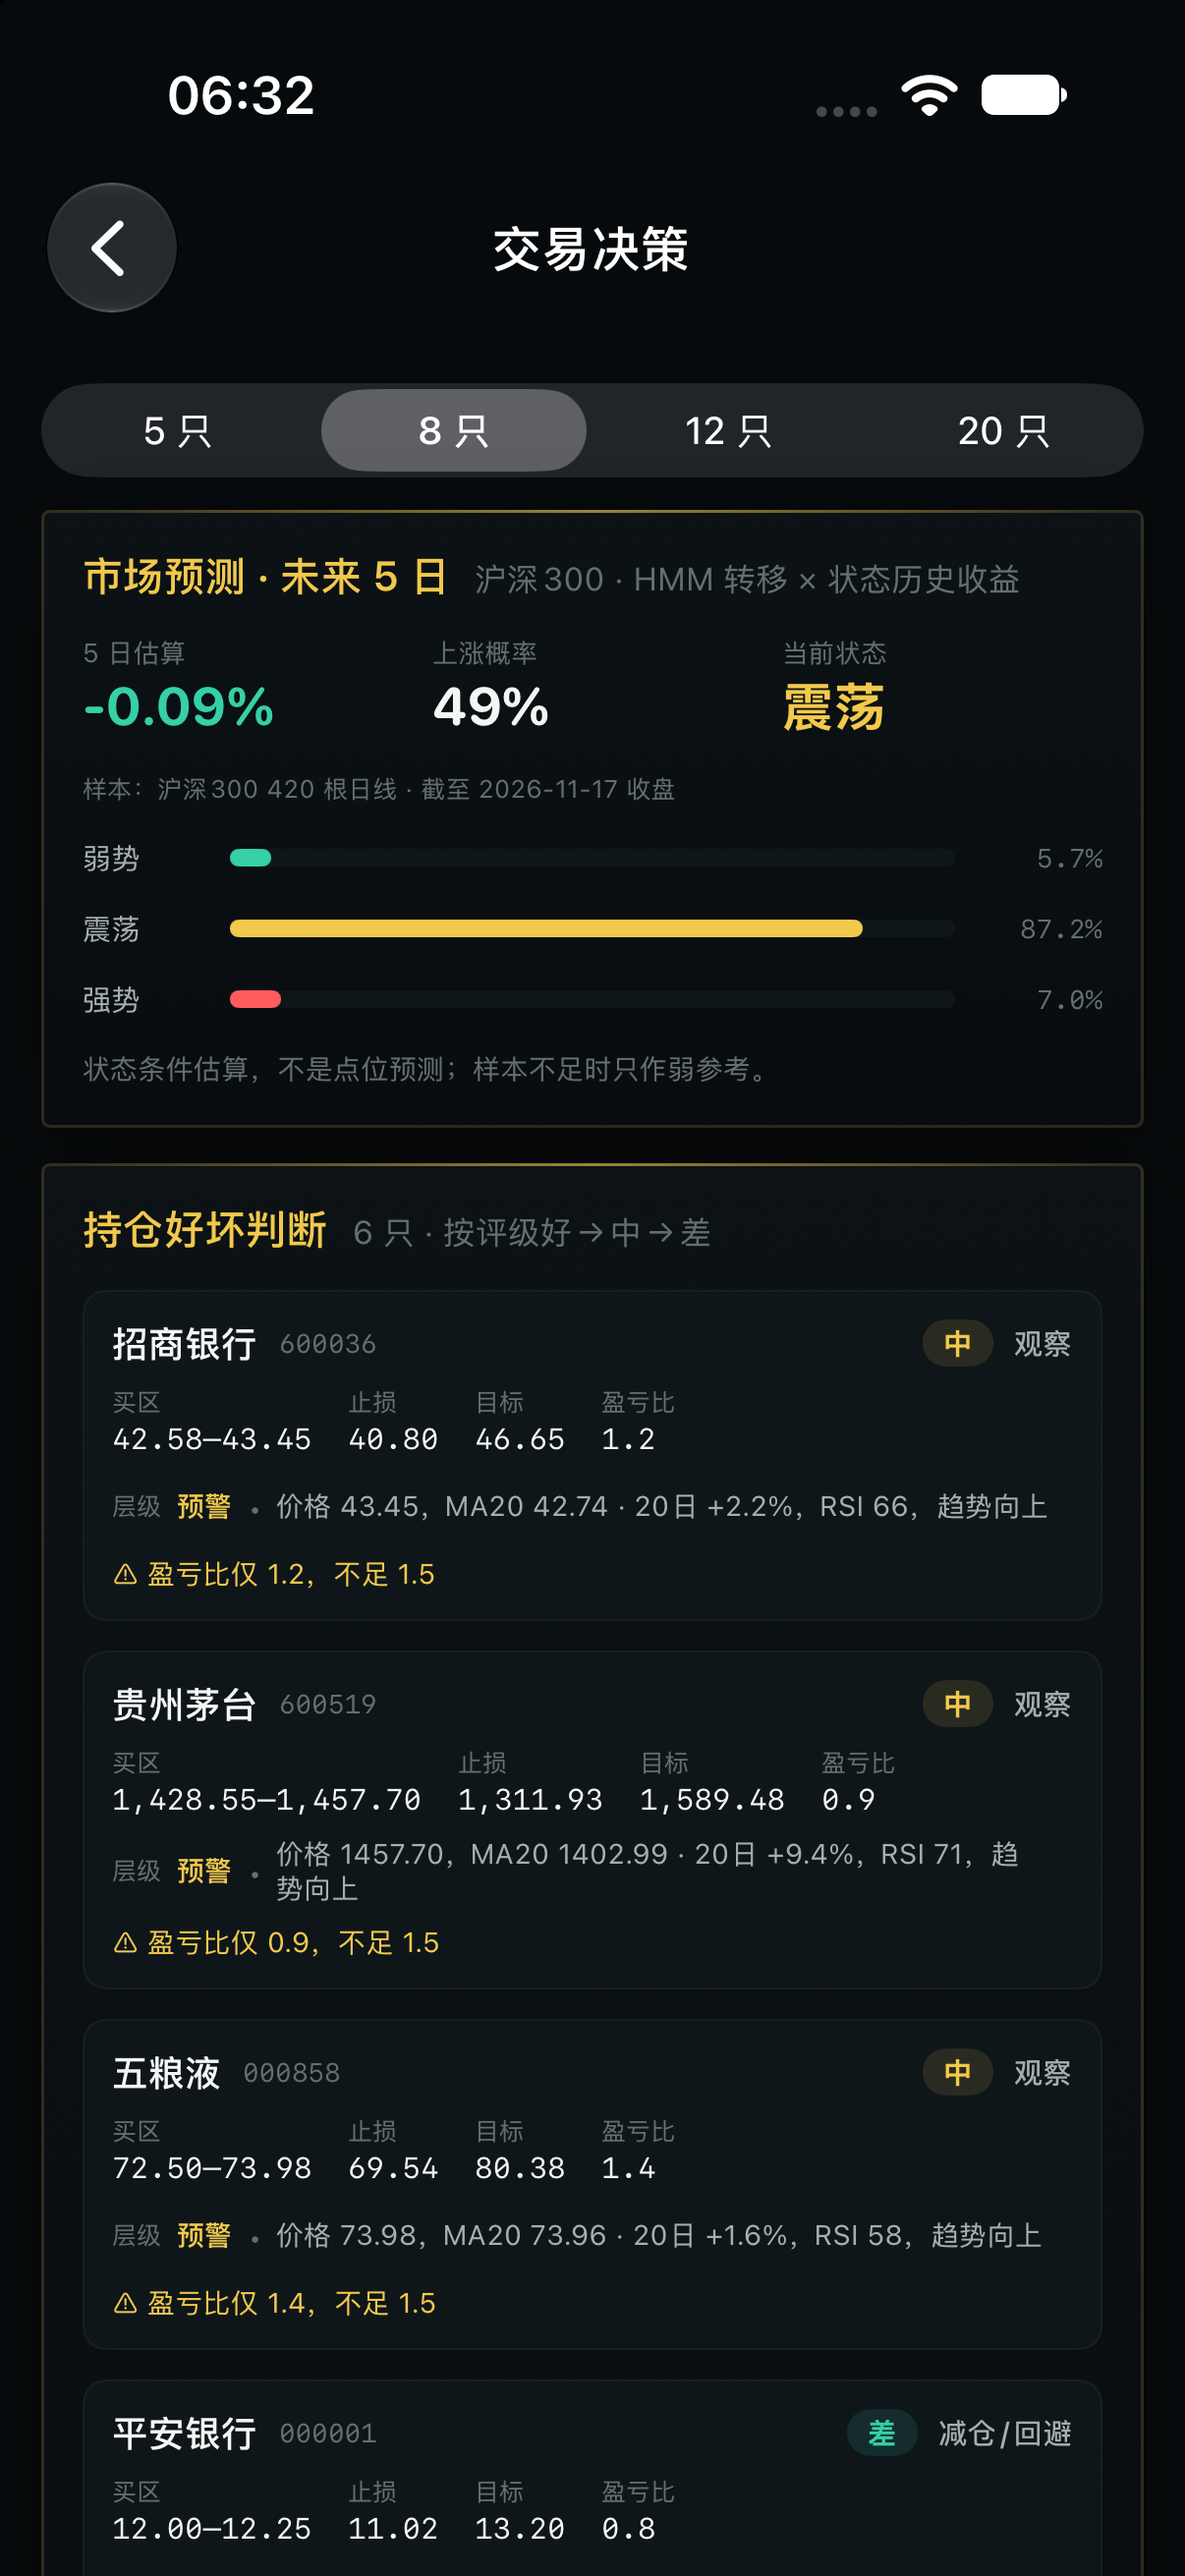 06:32
交易决策
5 只
8 只
12 只
20 只
市场预测 · 未来 5 日 沪深300 · HMM 转移 × 状态历史收益
5 日估算 上涨概率 当前状态
-0.09% 49% 震荡
样本：沪深300 420 根日线 · 截至 2026-11-17 收盘
弱势 5.7%
震荡 87.2%
强势 7.0%
状态条件估算，不是点位预测；样本不足时只作弱参考。
持仓好坏判断 6 只 · 按评级好→中→差
招商银行 600036 中 观察
买区 止损 目标 盈亏比
42.58–43.45 40.80 46.65 1.2
层级 预警 • 价格 43.45，MA20 42.74 · 20日 +2.2%，RSI 66，趋势向上
盈亏比仅 1.2，不足 1.5
贵州茅台 600519 中 观察
买区 止损 目标 盈亏比
1,428.55–1,457.70 1,311.93 1,589.48 0.9
层级 预警 • 价格 1457.70，MA20 1402.99 · 20日 +9.4%，RSI 71，趋
势向上
盈亏比仅 0.9，不足 1.5
五粮液 000858 中 观察
买区 止损 目标 盈亏比
72.50–73.98 69.54 80.38 1.4
层级 预警 • 价格 73.98，MA20 73.96 · 20日 +1.6%，RSI 58，趋势向上
盈亏比仅 1.4，不足 1.5
平安银行 000001 差 减仓/回避
买区 止损 目标 盈亏比
12.00–12.25 11.02 13.20 0.8